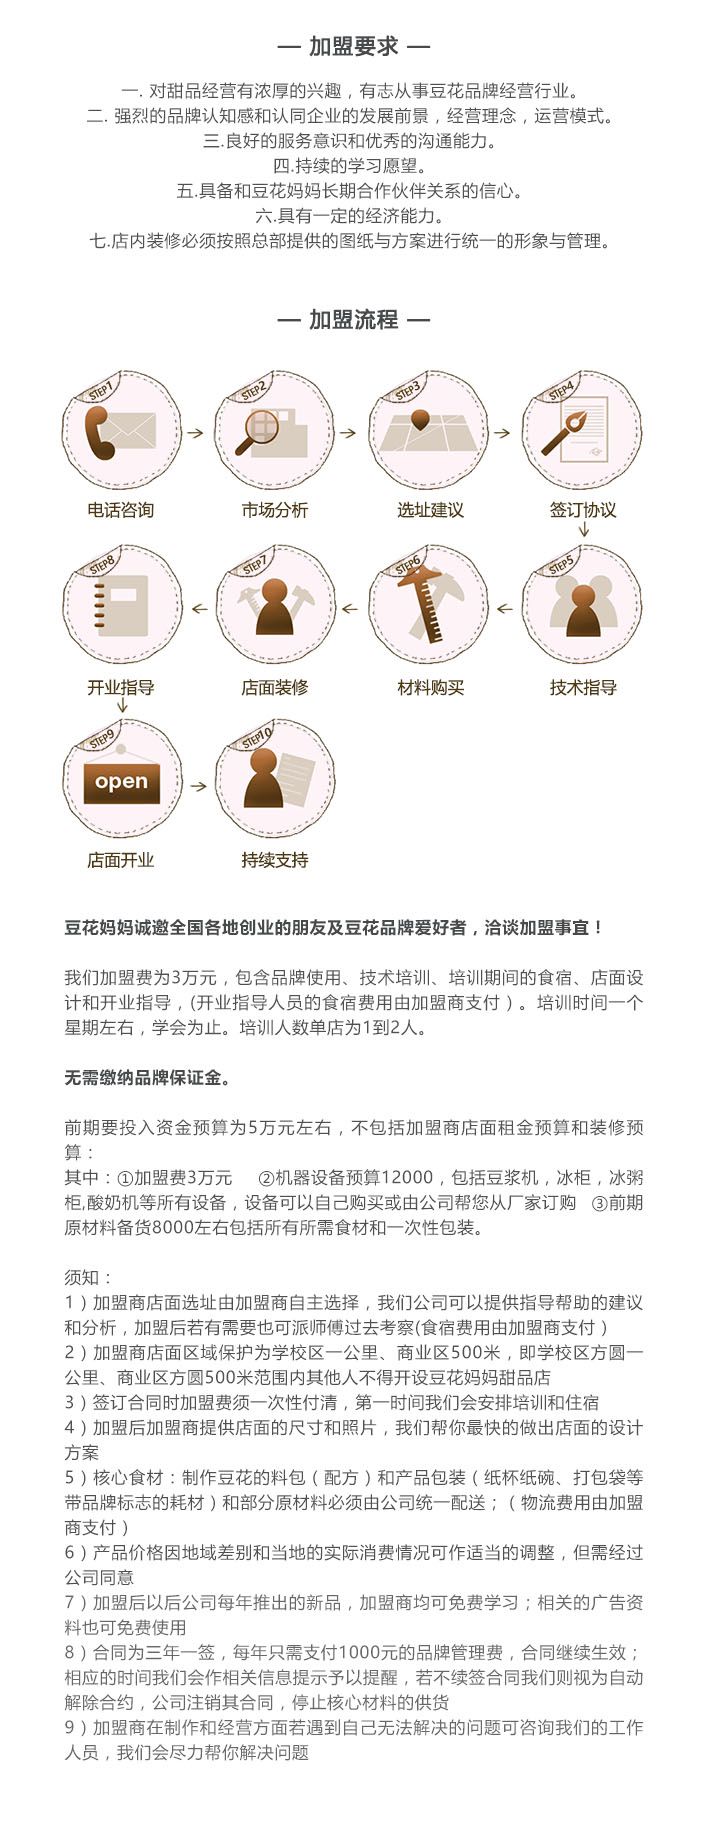 — 加盟要求 —
一. 对甜品经营有浓厚的兴趣，有志从事豆花品牌经营行业。
二. 强烈的品牌认知感和认同企业的发展前景，经营理念，运营模式。
三.良好的服务意识和优秀的沟通能力。
四.持续的学习愿望。
五.具备和豆花妈妈长期合作伙伴关系的信心。
六.具有一定的经济能力。
七.店内装修必须按照总部提供的图纸与方案进行统一的形象与管理。
— 加盟流程 —
STEP1 STEP2 STEP3 STEP4
电话咨询 市场分析 选址建议 签订协议
STEP8 STEP7 STEP6 STEP5
开业指导 店面装修 材料购买 技术指导
STEP9 STEP10
open
店面开业 持续支持
豆花妈妈诚邀全国各地创业的朋友及豆花品牌爱好者，洽谈加盟事宜！
我们加盟费为3万元，包含品牌使用、技术培训、培训期间的食宿、店面设
计和开业指导，(开业指导人员的食宿费用由加盟商支付）。培训时间一个
星期左右，学会为止。培训人数单店为1到2人。
无需缴纳品牌保证金。
前期要投入资金预算为5万元左右，不包括加盟商店面租金预算和装修预
算：
其中：①加盟费3万元 ②机器设备预算12000，包括豆浆机，冰柜，冰粥
柜,酸奶机等所有设备，设备可以自己购买或由公司帮您从厂家订购 ③前期
原材料备货8000左右包括所有所需食材和一次性包装。
须知：
1）加盟商店面选址由加盟商自主选择，我们公司可以提供指导帮助的建议
和分析，加盟后若有需要也可派师傅过去考察(食宿费用由加盟商支付）
2）加盟商店面区域保护为学校区一公里、商业区500米，即学校区方圆一
公里、商业区方圆500米范围内其他人不得开设豆花妈妈甜品店
3）签订合同时加盟费须一次性付清，第一时间我们会安排培训和住宿
4）加盟后加盟商提供店面的尺寸和照片，我们帮你最快的做出店面的设计
方案
5）核心食材：制作豆花的料包（配方）和产品包装（纸杯纸碗、打包袋等
带品牌标志的耗材）和部分原材料必须由公司统一配送；（物流费用由加盟
商支付）
6）产品价格因地域差别和当地的实际消费情况可作适当的调整，但需经过
公司同意
7）加盟后以后公司每年推出的新品，加盟商均可免费学习；相关的广告资
料也可免费使用
8）合同为三年一签，每年只需支付1000元的品牌管理费，合同继续生效；
相应的时间我们会作相关信息提示予以提醒，若不续签合同我们则视为自动
解除合约，公司注销其合同，停止核心材料的供货
9）加盟商在制作和经营方面若遇到自己无法解决的问题可咨询我们的工作
人员，我们会尽力帮你解决问题